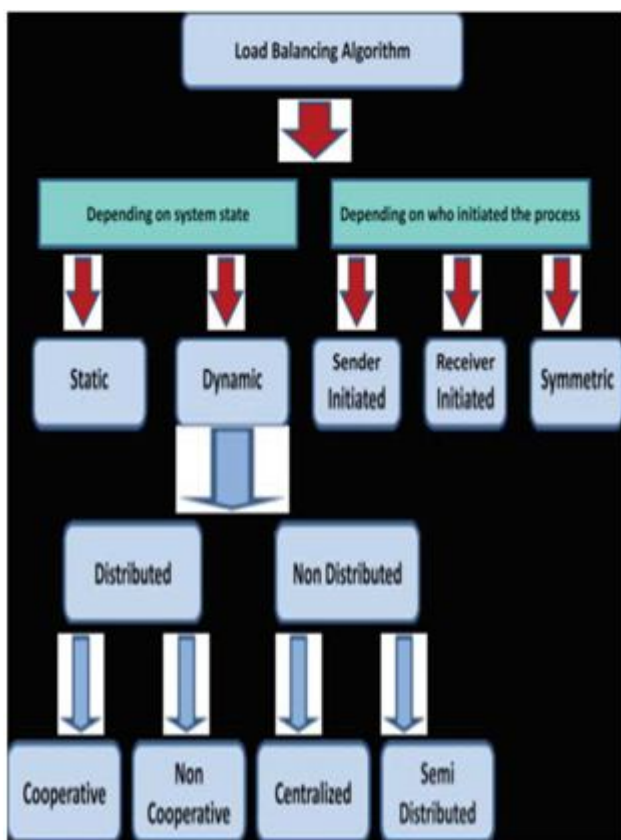 Load Balancing Algorithm
Depending on system state
Depending on who initiated the process
Static
Dynamic
Sender
Initiated
Receiver
Initiated
Symmetric
Distributed
Non Distributed
Cooperative
Non
Cooperative
Centralized
Semi
Distributed